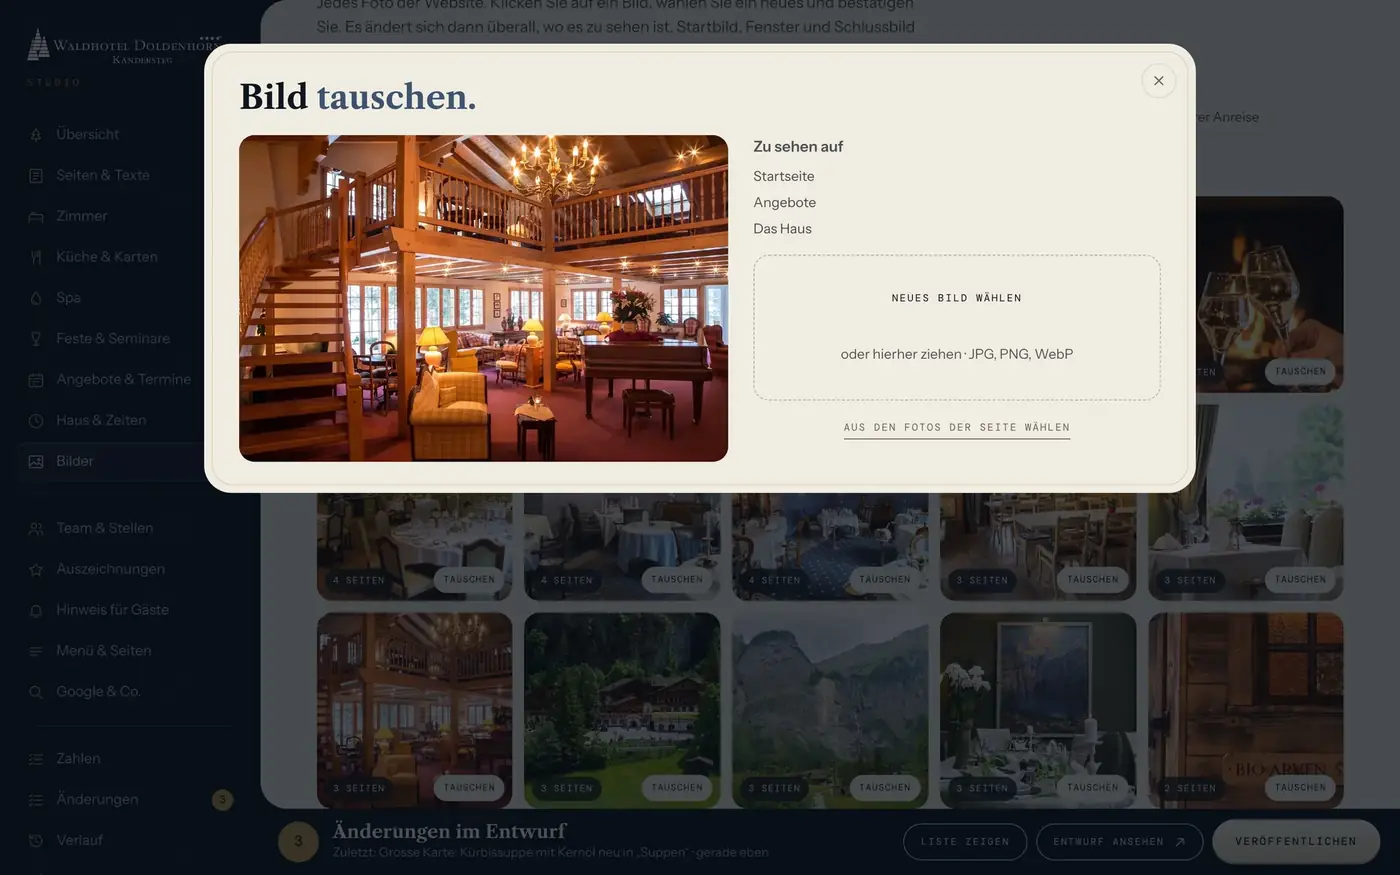 Jedes Foto der Website. Klicken Sie auf ein Bild, wählen Sie ein neues und bestätigen
Sie. Es ändert sich dann überall, wo es zu sehen ist. Startbild, Fenster und Schlussbild
WALDHOTEL DOLDENHORN
KANDERSTEG
STUDIO
Übersicht
Seiten & Texte
Zimmer
Küche & Karten
Spa
Feste & Seminare
Angebote & Termine
Haus & Zeiten
Bilder
Team & Stellen
Auszeichnungen
Hinweis für Gäste
Menü & Seiten
Google & Co.
Zahlen
Änderungen 3
Verlauf
Bild tauschen.
Zu sehen auf
Startseite
Angebote
Das Haus
NEUES BILD WÄHLEN
oder hierher ziehen · JPG, PNG, WebP
AUS DEN FOTOS DER SEITE WÄHLEN
Anreise
TAUSCHEN
4 SEITEN TAUSCHEN
4 SEITEN TAUSCHEN
4 SEITEN TAUSCHEN
3 SEITEN TAUSCHEN
3 SEITEN TAUSCHEN
3 SEITEN TAUSCHEN
3 SEITEN TAUSCHEN
3 SEITEN TAUSCHEN
3 SEITEN TAUSCHEN
BIO ARVEN
2 SEITEN TAUSCHEN
3
Änderungen im Entwurf
Zuletzt: Grosse Karte: Kürbissuppe mit Kernöl neu in „Suppen“ · gerade eben
LISTE ZEIGEN
ENTWURF ANSEHEN
VERÖFFENTLICHEN